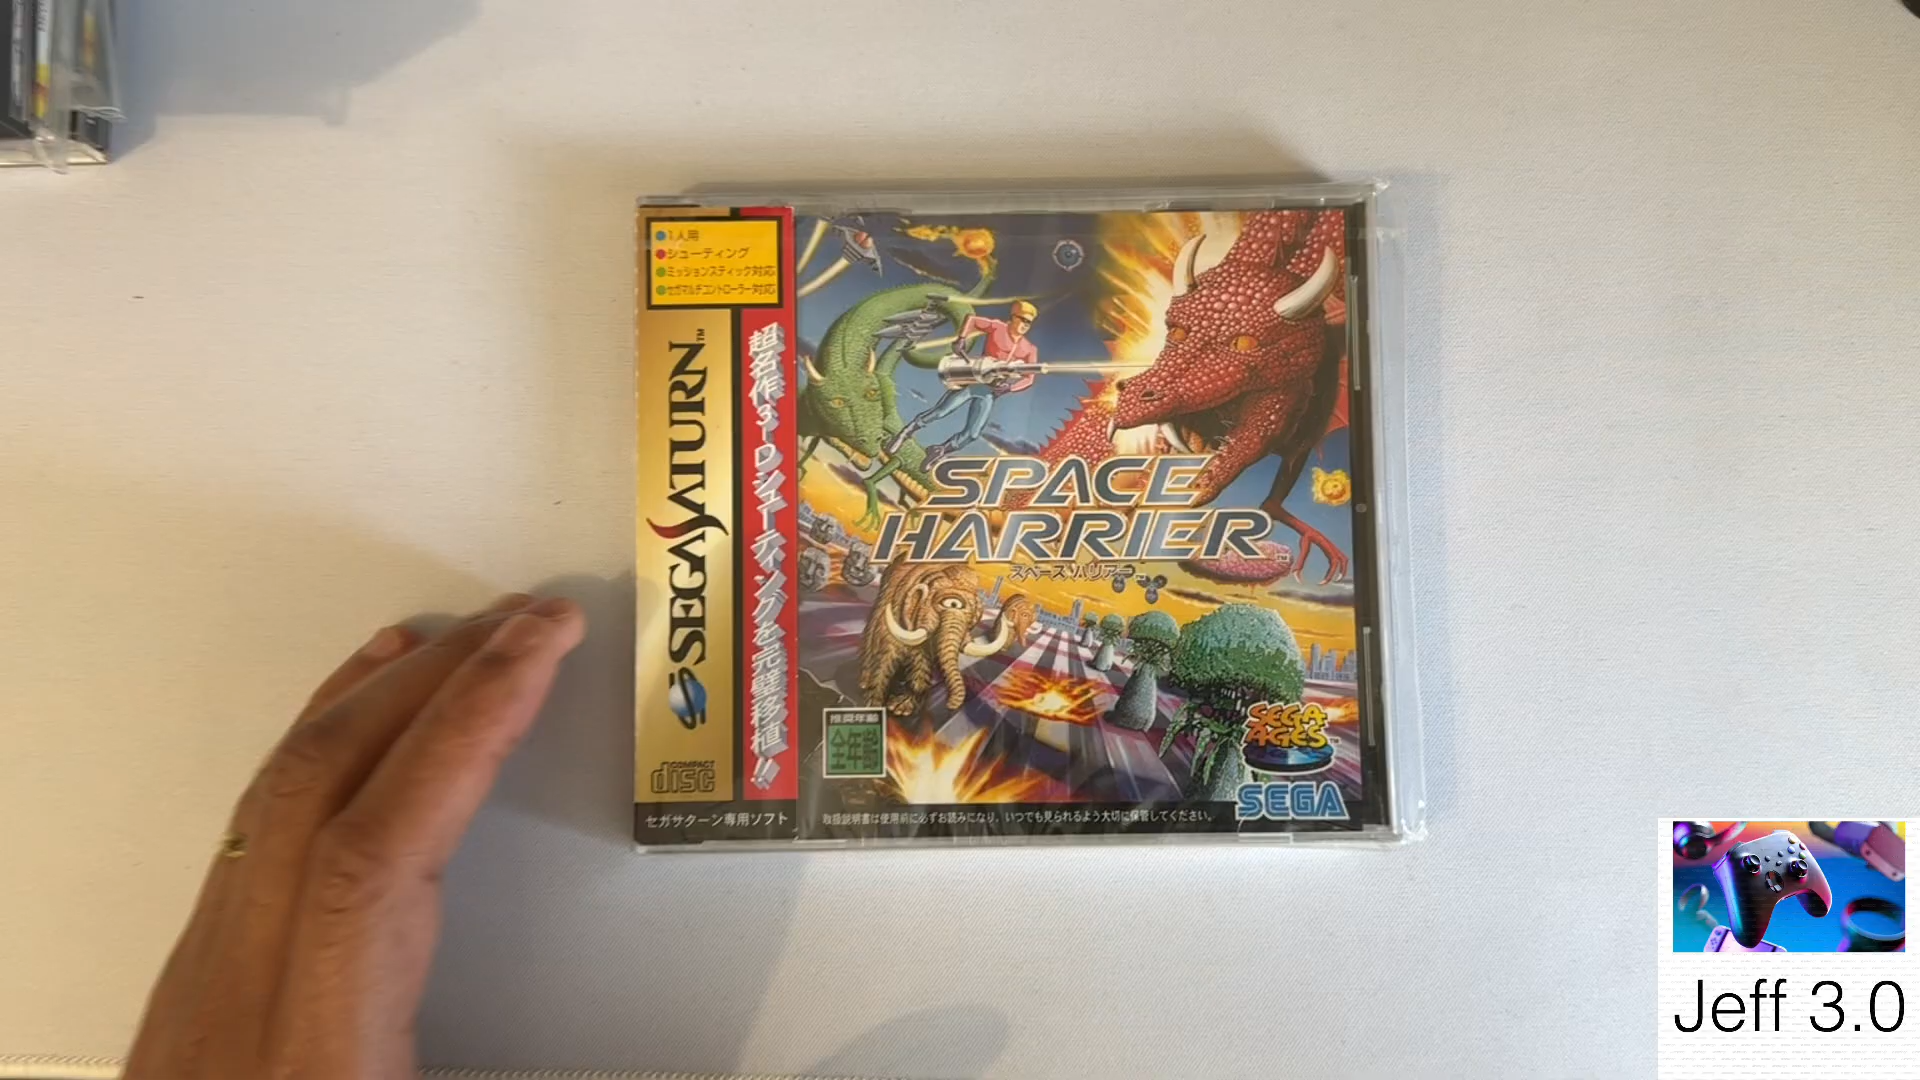 ●1人用
●シューティング
●ミッションスティック対応
●セガマルチコントローラー対応
SEGA SATURN™
超名作3-Dシューティングを完璧移植!!
COMPACT
disc
セガサターン専用ソフト
SPACE
HARRIER™
スペースハリアー™
推奨年齢
全年齢
SEGA
AGES™
SEGA
取扱説明書は使用前に必ずお読みになり、いつでも見られるよう大切に保管してください。
Jeff 3.0